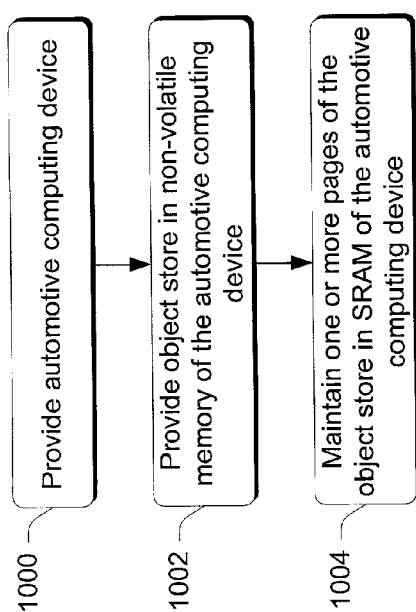 1000
Provide automotive computing device
1002
Provide object store in non-volatile
memory of the automotive computing
device
1004
Maintain one or more pages of the
object store in SRAM of the automotive
computing device